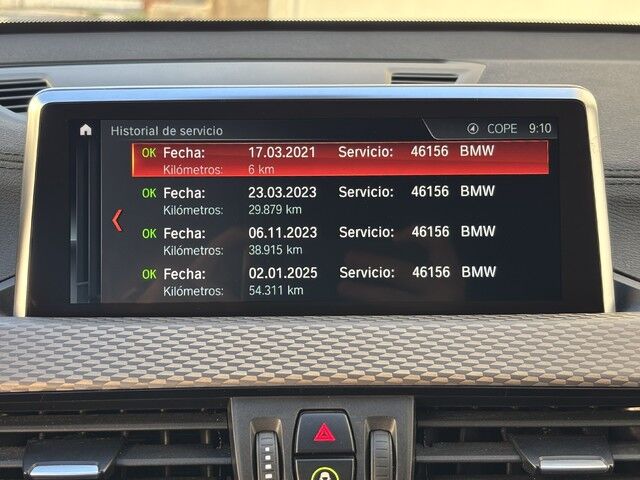 Historial de servicio COPE 9:10
OK Fecha: 17.03.2021 Servicio: 46156 BMW
Kilómetros: 6 km
OK Fecha: 23.03.2023 Servicio: 46156 BMW
Kilómetros: 29.879 km
OK Fecha: 06.11.2023 Servicio: 46156 BMW
Kilómetros: 38.915 km
OK Fecha: 02.01.2025 Servicio: 46156 BMW
Kilómetros: 54.311 km